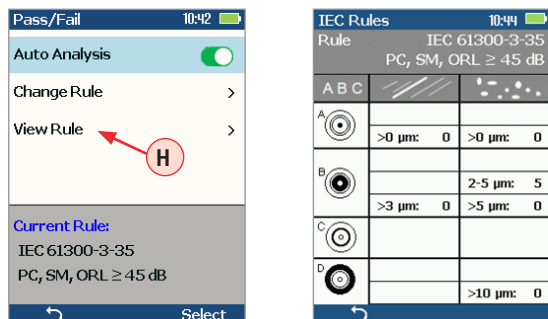 Pass/Fail 10:42
Auto Analysis
Change Rule >
View Rule >
H
Current Rule:
IEC 61300-3-35
PC, SM, ORL ≥ 45 dB
Select
IEC Rules 10:44
Rule IEC 61300-3-35
PC, SM, ORL ≥ 45 dB
A B C
A
>0 µm: 0 >0 µm: 0
B
2-5 µm: 5
>3 µm: 0 >5 µm: 0
C
D
>10 µm: 0